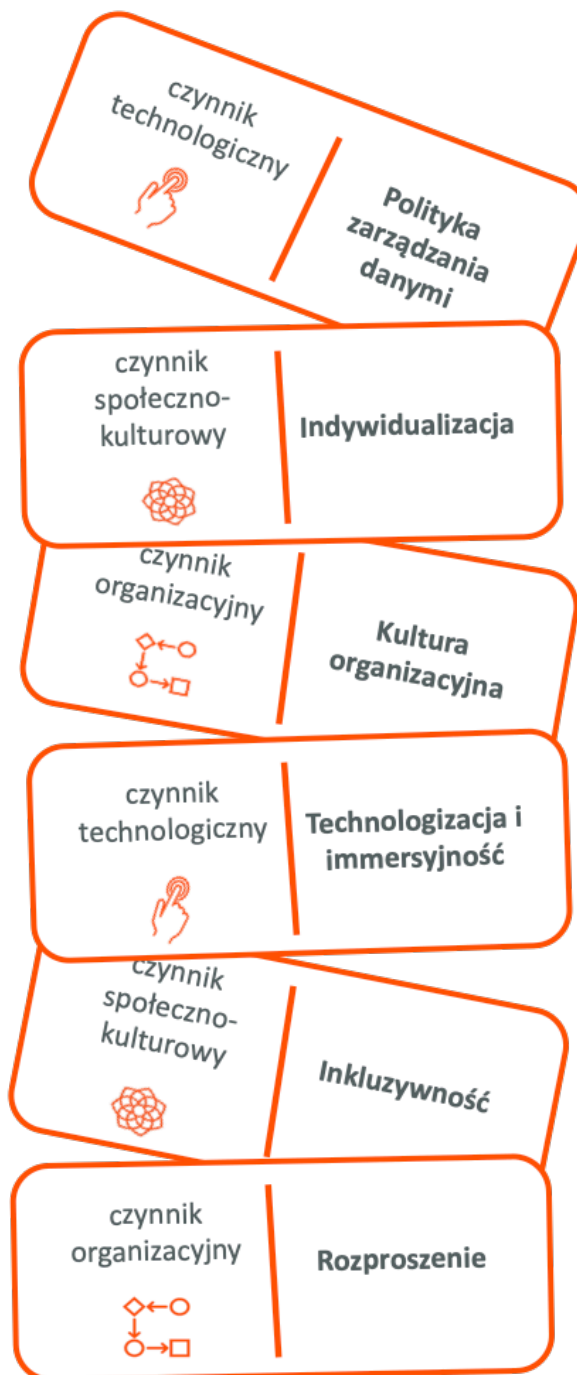 czynnik
technologiczny
Polityka
zarządzania
danymi
czynnik
społeczno-
kulturowy
Indywidualizacja
czynnik
organizacyjny
Kultura
organizacyjna
czynnik
technologiczny
Technologizacja i
immersyjność
czynnik
społeczno-
kulturowy
Inkluzywność
czynnik
organizacyjny
Rozproszenie